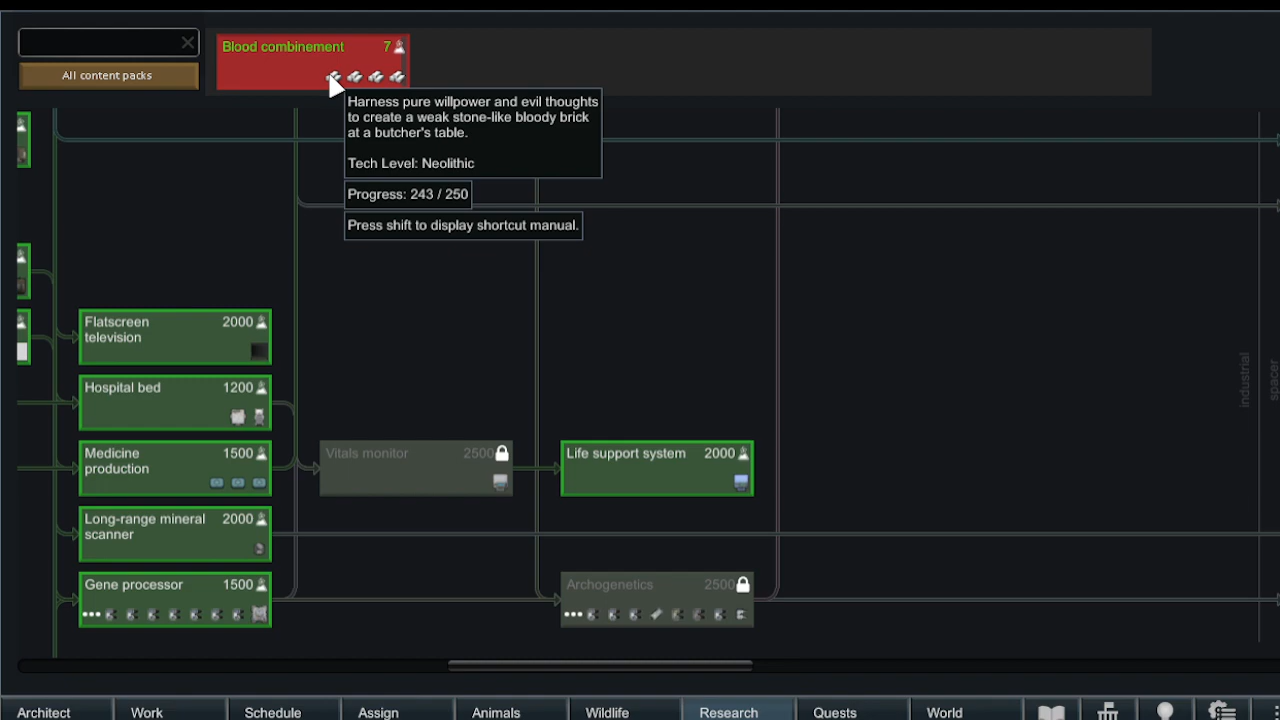 Blood combinement 7
All content packs
Harness pure willpower and evil thoughts
to create a weak stone-like bloody brick
at a butcher's table.
Tech Level: Neolithic
Progress: 243 / 250
Press shift to display shortcut manual.
Flatscreen 2000
television
Hospital bed 1200
Medicine 1500
production
Vitals monitor 2500
Life support system 2000
Long-range mineral 2000
scanner
Gene processor 1500
Archogenetics 2500
industrial
spacer
Architect Work Schedule Assign Animals Wildlife Research Quests World